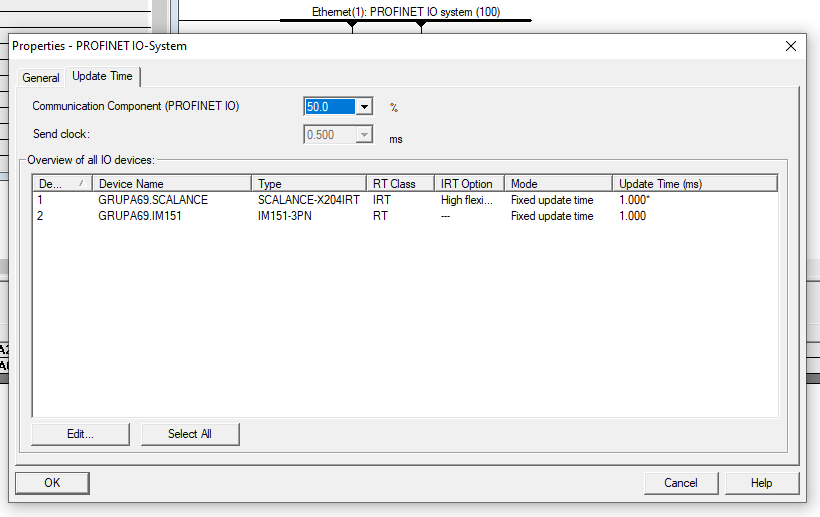 Ethernet(1): PROFINET IO system (100)
Properties - PROFINET IO-System
General Update Time
Communication Component (PROFINET IO) 50.0 %
Send clock: 0.500 ms
Overview of all IO devices:
De... Device Name Type RT Class IRT Option Mode Update Time (ms)
1 GRUPA69.SCALANCE SCALANCE-X204IRT IRT High flexi... Fixed update time 1.000*
2 GRUPA69.IM151 IM151-3PN RT --- Fixed update time 1.000
Edit... Select All
OK Cancel Help